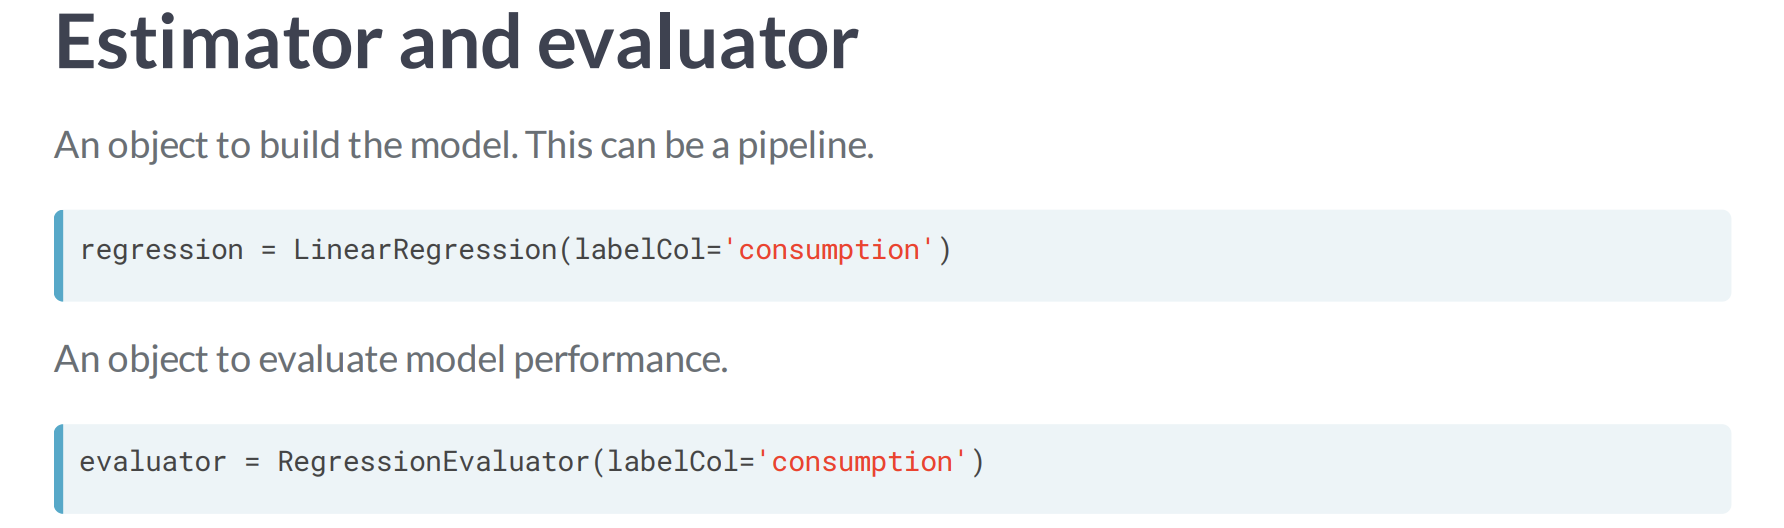 Estimator and evaluator
An object to build the model. This can be a pipeline.
regression = LinearRegression(labelCol='consumption')
An object to evaluate model performance.
evaluator = RegressionEvaluator(labelCol='consumption')